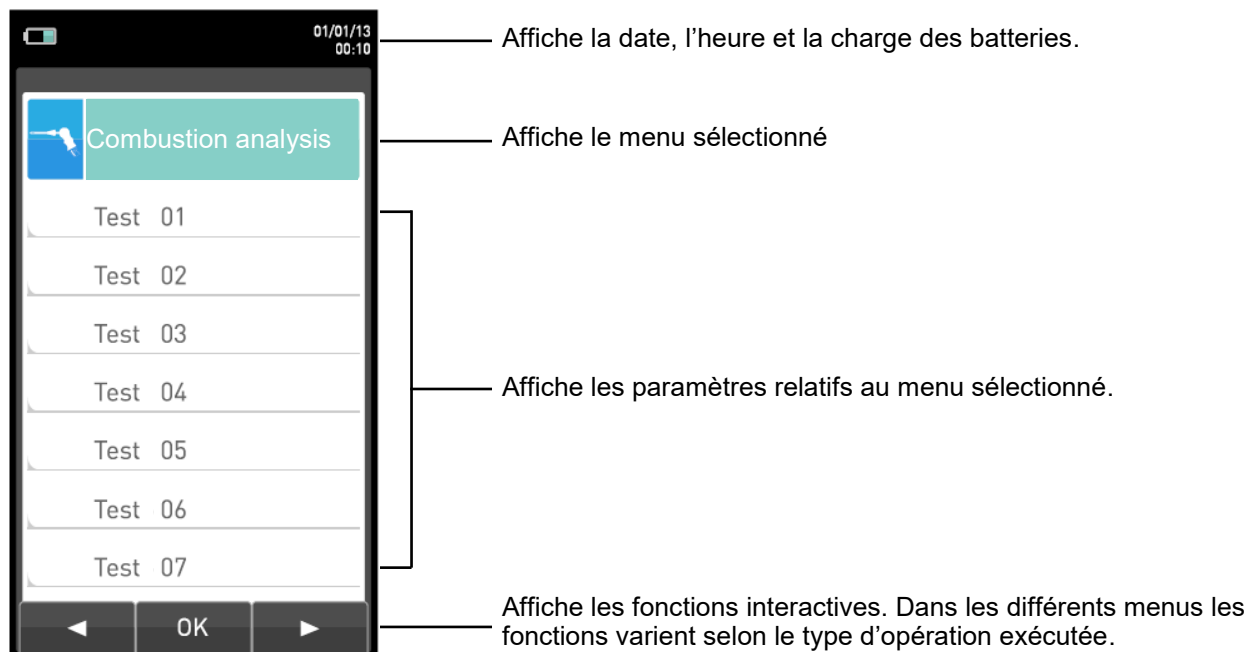 01/01/13
00:10
Affiche la date, l’heure et la charge des batteries.
Combustion analysis
Affiche le menu sélectionné
Test 01
Test 02
Test 03
Test 04
Affiche les paramètres relatifs au menu sélectionné.
Test 05
Test 06
Test 07
OK
Affiche les fonctions interactives. Dans les différents menus les
fonctions varient selon le type d’opération exécutée.